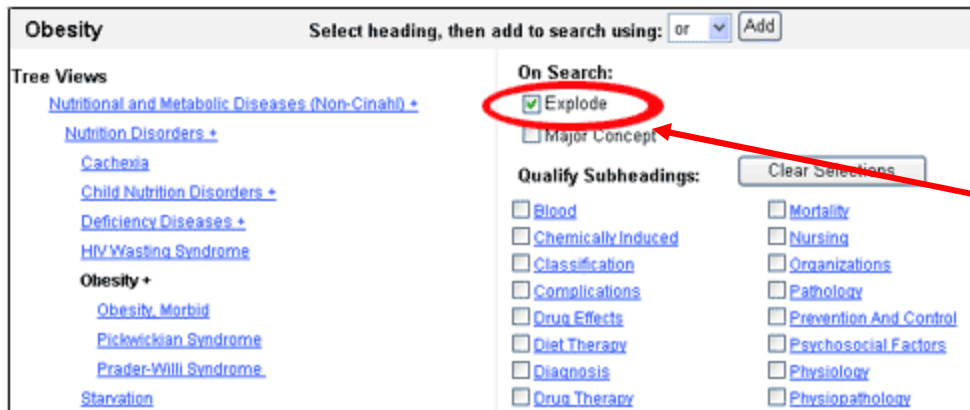 Obesity
Select heading, then add to search using: or Add
Tree Views
Nutritional and Metabolic Diseases (Non-Cinahl) +
Nutrition Disorders +
Cachexia
Child Nutrition Disorders +
Deficiency Diseases +
HIV Wasting Syndrome
Obesity +
Obesity, Morbid
Pickwickian Syndrome
Prader-Willi Syndrome
Starvation
On Search:
Explode
Major Concept
Qualify Subheadings:
Clear Selections
Blood
Chemically Induced
Classification
Complications
Drug Effects
Diet Therapy
Diagnosis
Drug Therapy
Mortality
Nursing
Organizations
Pathology
Prevention And Control
Psychosocial Factors
Physiology
Physiopathology